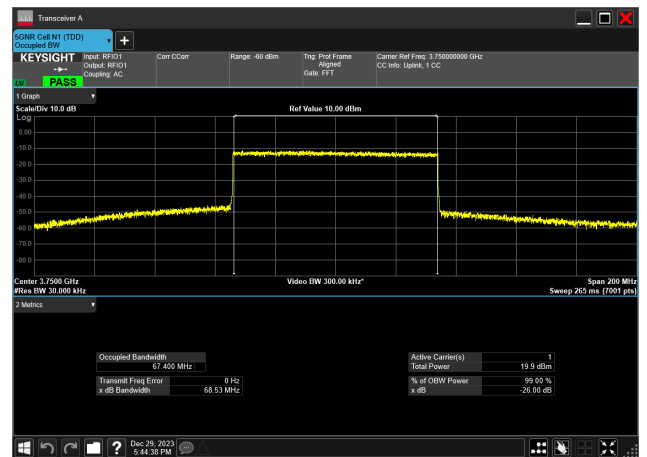 Transceiver A
5GNR Cell N1 (TDD)
Occupied BW
KEYSIGHT
LXI
PASS
Input: RFIO1
Output: RFIO1
Coupling: AC
Corr CCorr
Range: -60 dBm
Trig: Prot Frame
Aligned
Gate: FFT
Carrier Ref Freq: 3.750000000 GHz
CC Info: Uplink, 1 CC
1 Graph
Scale/Div 10.0 dB
Ref Value 10.00 dBm
Log
0.00
-10.0
-20.0
-30.0
-40.0
-50.0
-60.0
-70.0
-80.0
Center 3.7500 GHz
Video BW 300.00 kHz*
Span 200 MHz
#Res BW 30.000 kHz
Sweep 265 ms (7001 pts)
2 Metrics
Occupied Bandwidth
67.400 MHz
Transmit Freq Error 0 Hz
x dB Bandwidth 68.53 MHz
Active Carrier(s) 1
Total Power 19.9 dBm
% of OBW Power 99.00 %
x dB -26.00 dB
?
Dec 29, 2023
5:44:38 PM